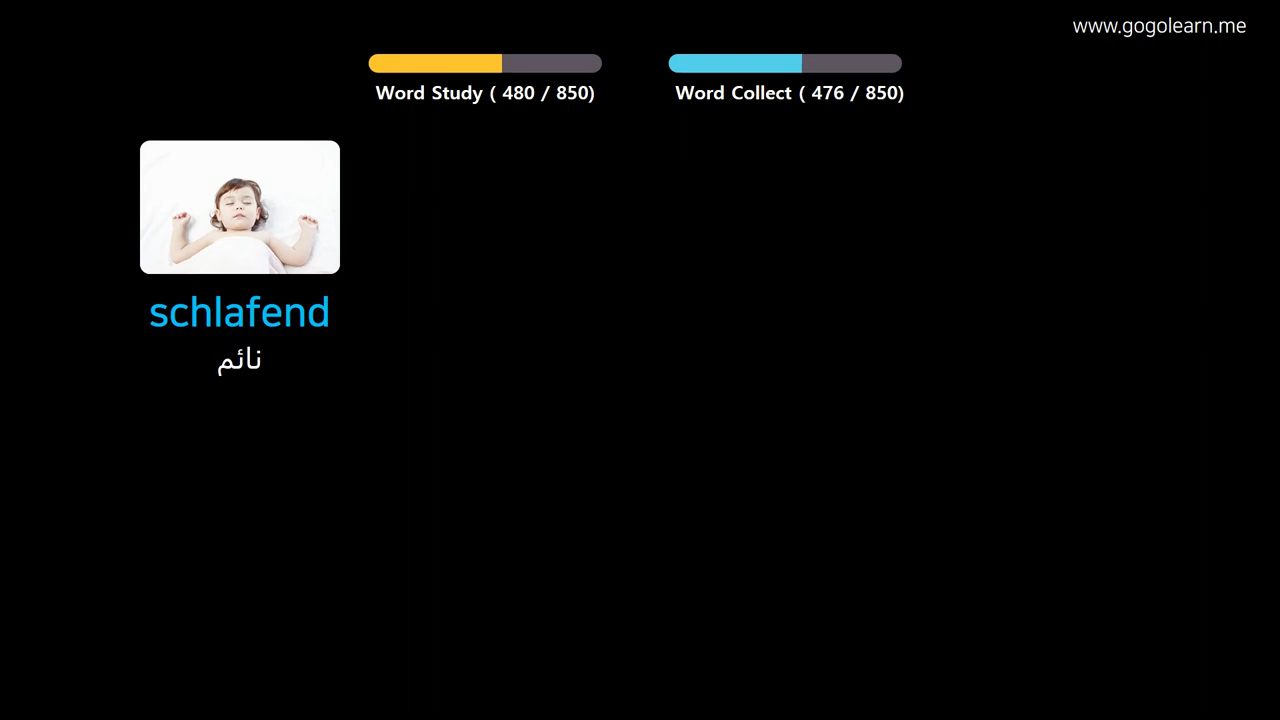 www.gogolearn.me
Word Study ( 480 / 850)
Word Collect ( 476 / 850)
schlafend
نائم